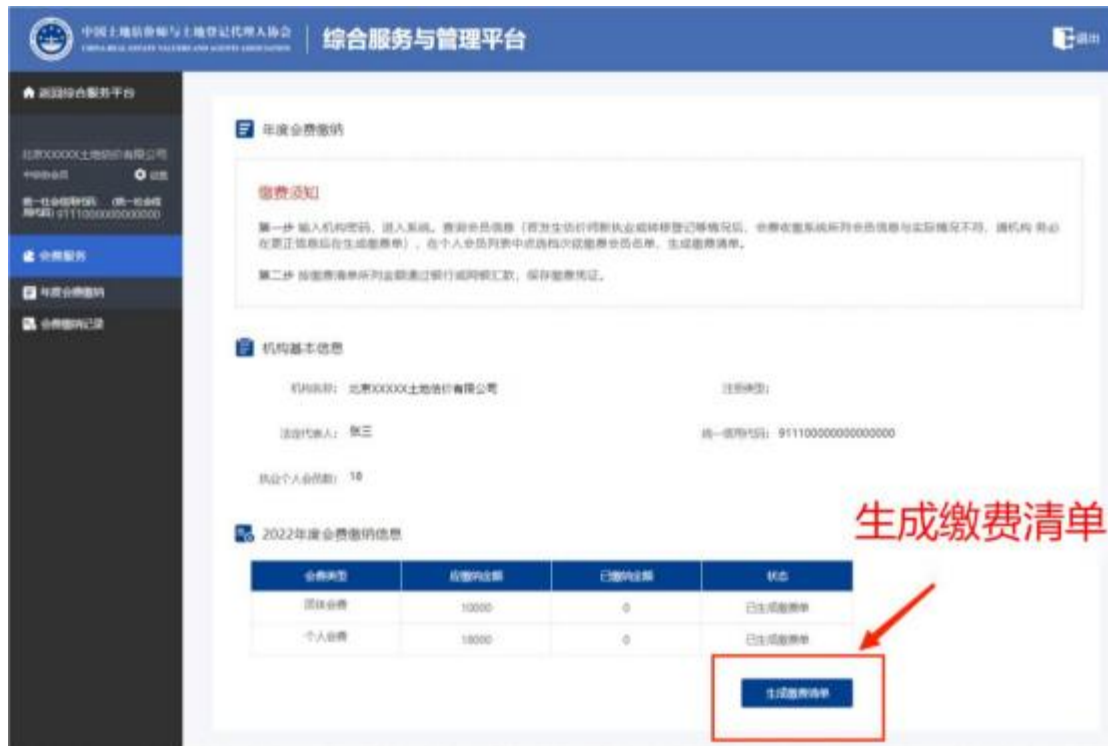 中国土地估价师与土地登记代理人协会
CHINA REAL ESTATE VALUERS AND AGENTS ASSOCIATION
综合服务与管理平台
退出
返回综合服务平台
北京XXXXX土地估价有限公司
设置
会费服务
年度会费缴纳
会费缴纳记录
年度会费缴纳
缴费须知
第一步 输入机构密码，进入系统。查询会员信息（若发生估价师新执业或转移登记等情况后，会费收缴系统所列会员信息与实际情况不符，请机构 务必
在更正信息后在生成缴费单），在个人会员列表中点选档次或缴费会员名单，生成缴费清单。
第二步 按缴费清单所列金额通过银行或网银汇款，保存缴费凭证。
机构基本信息
机构名称： 北京XXXXX土地估价有限公司 注册类型：
法定代表人： 张三 统一信用代码： 911100000000000000
执业个人会员数： 18
2022年度会费缴纳信息
会费类型 应缴纳金额 已缴纳金额 状态
团体会费 10000 0 已生成缴费单
个人会费 18000 0 已生成缴费单
生成缴费清单
生成缴费清单